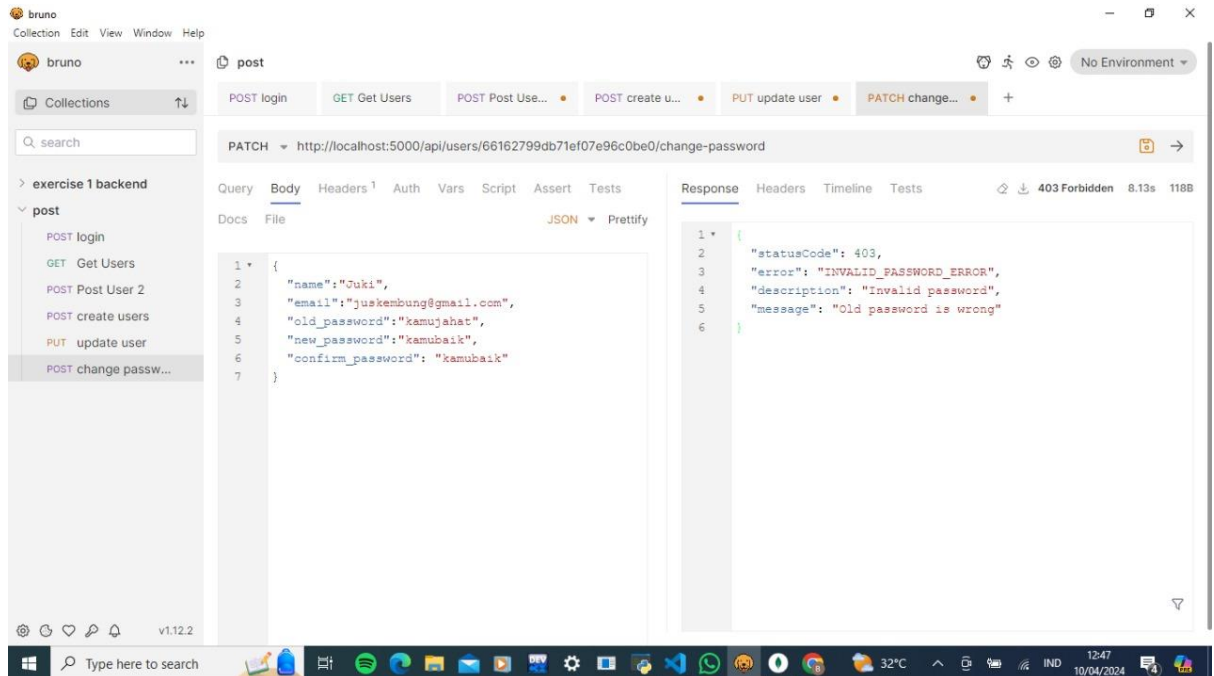 bruno
Collection Edit View Window Help
bruno ...
post
No Environment
Collections
POST login GET Get Users POST Post Use... POST create u... PUT update user PATCH change... +
search
PATCH http://localhost:5000/api/users/66162799db71ef07e96c0be0/change-password
> exercise 1 backend
post
POST login
GET Get Users
POST Post User 2
POST create users
PUT update user
POST change passw...
Query Body Headers 1 Auth Vars Script Assert Tests
Docs File JSON Prettify
1 {
2 "name":"Juki",
3 "email":"juskembung@gmail.com",
4 "old_password":"kamujahat",
5 "new_password":"kamubaik",
6 "confirm_password": "kamubaik"
7 }
Response Headers Timeline Tests 403 Forbidden 8.13s 118B
1 {
2 "statusCode": 403,
3 "error": "INVALID_PASSWORD_ERROR",
4 "description": "Invalid password",
5 "message": "Old password is wrong"
6 }
v1.12.2
Type here to search
DEV
32°C
IND
12:47
10/04/2024
4
PRE